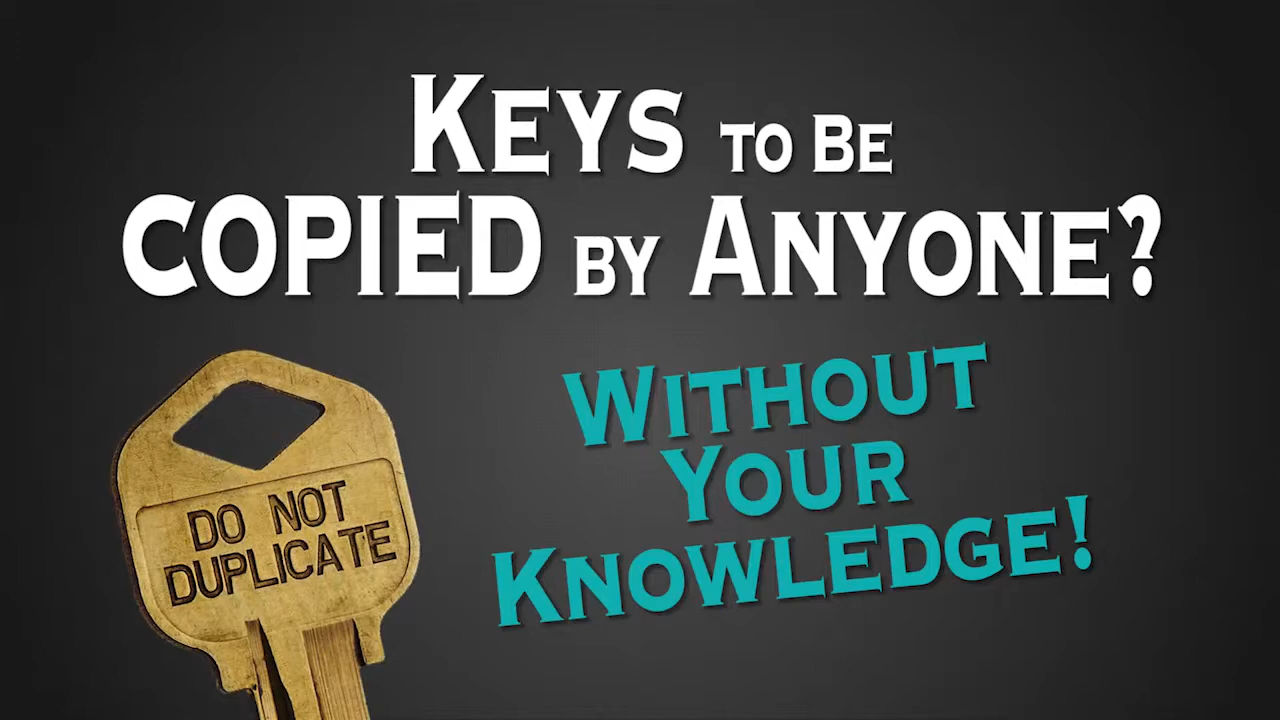 Keys to Be
COPIED by Anyone?
Without
Your
Knowledge!
DO NOT
DUPLICATE